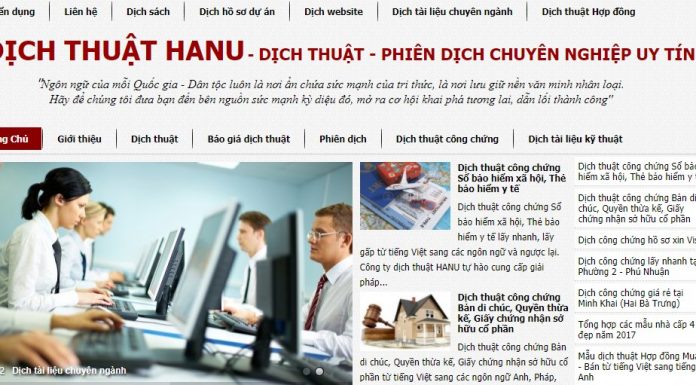 Liên hệ
Dịch sách
Dịch hồ sơ dự án
Dịch website
Dịch tài liệu chuyên ngành
Dịch thuật Hợp đồng
DỊCH THUẬT HANU - DỊCH THUẬT - PHIÊN DỊCH CHUYÊN NGHIỆP UY TÍN
"Ngôn ngữ của mỗi Quốc gia - Dân tộc luôn là nơi ẩn chứa sức mạnh của tri thức, là nơi lưu giữ nền văn minh nhân loại.
Hãy để chúng tôi đưa bạn đến bên nguồn sức mạnh kỳ diệu đó, mở ra cơ hội khai phá tương lai, dẫn lối thành công"
Chủ
Giới thiệu
Dịch thuật
Báo giá dịch thuật
Phiên dịch
Dịch thuật công chứng
Dịch tài liệu kỹ thuật
2 Dịch tài liệu chuyên ngành
Dịch thuật công chứng
Sổ bảo hiểm xã hội, Thẻ
bảo hiểm y tế
Dịch thuật công chứng Sổ
bảo hiểm xã hội, Thẻ bảo
hiểm y tế lấy nhanh, lấy
gấp từ tiếng Việt sang các ngôn ngữ và ngược lại.
Công ty dịch thuật HANU tự hào cung cấp giải
pháp...
Dịch thuật công chứng
Bản di chúc, Quyền thừa
kế, Giấy chứng nhận sở
hữu cổ phần
Dịch thuật công chứng Bản
di chúc, Quyền thừa kế,
Giấy chứng nhận sở hữu cổ
phần từ tiếng Việt sang các ngôn ngữ Anh, Pháp,
Dịch thuật công chứng Sổ bảo
hiểm xã hội, Thẻ bảo hiểm y
Dịch thuật công chứng Bản di
chúc, Quyền thừa kế, Giấy
chứng nhận sở hữu cổ phần
Dịch công chứng hồ sơ xin
Dịch công chứng lấy nhanh tại
Phường 2 - Phú Nhuận
Dịch công chứng giá rẻ tại
Minh Khai (Hai Bà Trưng)
Tổng hợp các mẫu nhà cấp 4
đẹp năm 2017
Mẫu dịch thuật Hợp đồng
- Bán từ tiếng Việt sang tiếng
Anh